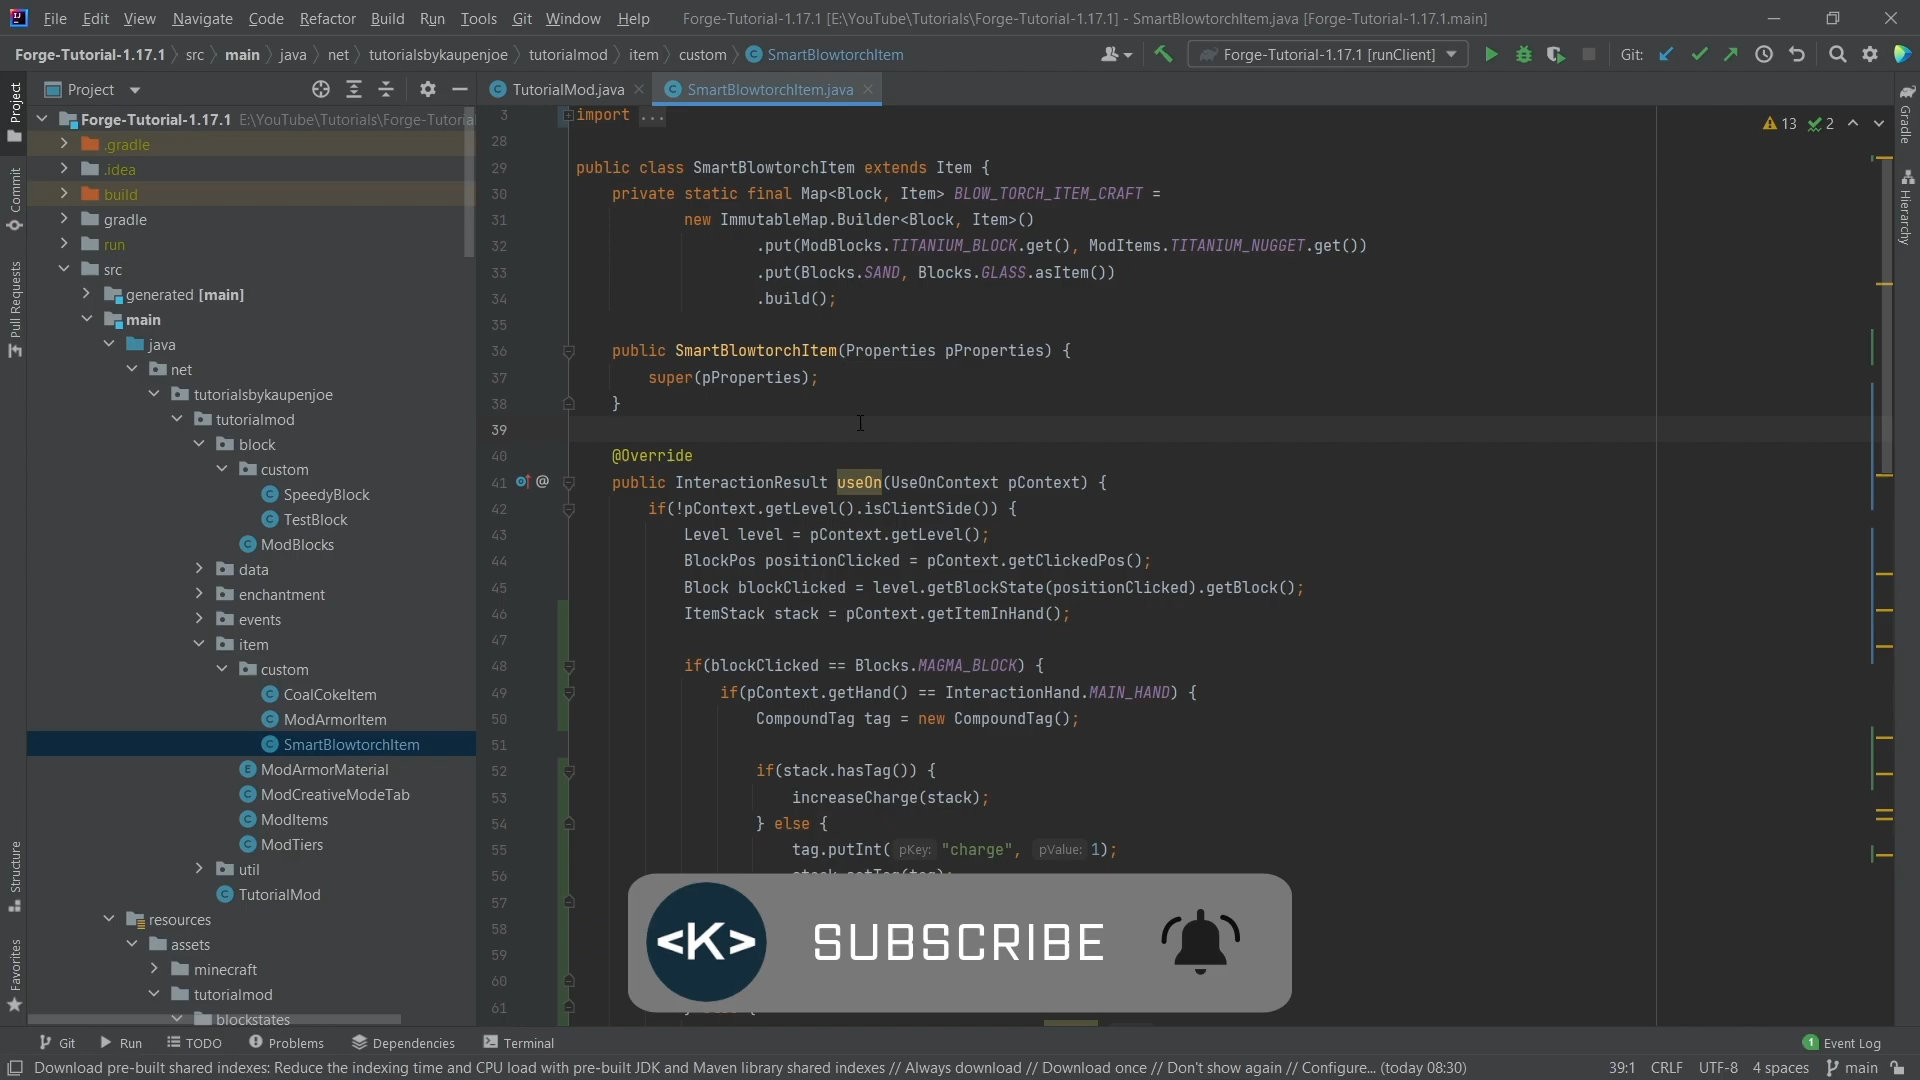 File Edit View Navigate Code Refactor Build Run Tools Git Window Help Forge-Tutorial-1.17.1 [E:\YouTube\Tutorials\Forge-Tutorial-1.17.1] - SmartBlowtorchItem.java [Forge-Tutorial-1.17.1.main]
Forge-Tutorial-1.17.1 src main java net tutorialsbykaupenjoe tutorialmod item custom SmartBlowtorchItem Forge-Tutorial-1.17.1 [runClient] Git:
Project TutorialMod.java SmartBlowtorchItem.java
Project
Commit
Pull Requests
Structure
Favorites
Gradle
Hierarchy
Forge-Tutorial-1.17.1 E:\YouTube\Tutorials\Forge-Tutoria
.gradle
.idea
build
gradle
run
src
generated [main]
main
java
net
tutorialsbykaupenjoe
tutorialmod
block
custom
SpeedyBlock
TestBlock
ModBlocks
data
enchantment
events
item
custom
CoalCokeItem
ModArmorItem
SmartBlowtorchItem
ModArmorMaterial
ModCreativeModeTab
ModItems
ModTiers
util
TutorialMod
resources
assets
minecraft
tutorialmod
blockstates
13 2
3 import ...
28
29 public class SmartBlowtorchItem extends Item {
30 private static final Map<Block, Item> BLOW_TORCH_ITEM_CRAFT =
31 new ImmutableMap.Builder<Block, Item>()
32 .put(ModBlocks.TITANIUM_BLOCK.get(), ModItems.TITANIUM_NUGGET.get())
33 .put(Blocks.SAND, Blocks.GLASS.asItem())
34 .build();
35
36 public SmartBlowtorchItem(Properties pProperties) {
37 super(pProperties);
38 }
39
40 @Override
41 public InteractionResult useOn(UseOnContext pContext) {
42 if(!pContext.getLevel().isClientSide()) {
43 Level level = pContext.getLevel();
44 BlockPos positionClicked = pContext.getClickedPos();
45 Block blockClicked = level.getBlockState(positionClicked).getBlock();
46 ItemStack stack = pContext.getItemInHand();
47
48 if(blockClicked == Blocks.MAGMA_BLOCK) {
49 if(pContext.getHand() == InteractionHand.MAIN_HAND) {
50 CompoundTag tag = new CompoundTag();
51
52 if(stack.hasTag()) {
53 increaseCharge(stack);
54 } else {
55 tag.putInt( pKey: "charge", pValue: 1);
56
57
58
59
60
61
<K> SUBSCRIBE
Git Run TODO Problems Dependencies Terminal 1 Event Log
Download pre-built shared indexes: Reduce the indexing time and CPU load with pre-built JDK and Maven library shared indexes // Always download // Download once // Don't show again // Configure... (today 08:30) 39:1 CRLF UTF-8 4 spaces main